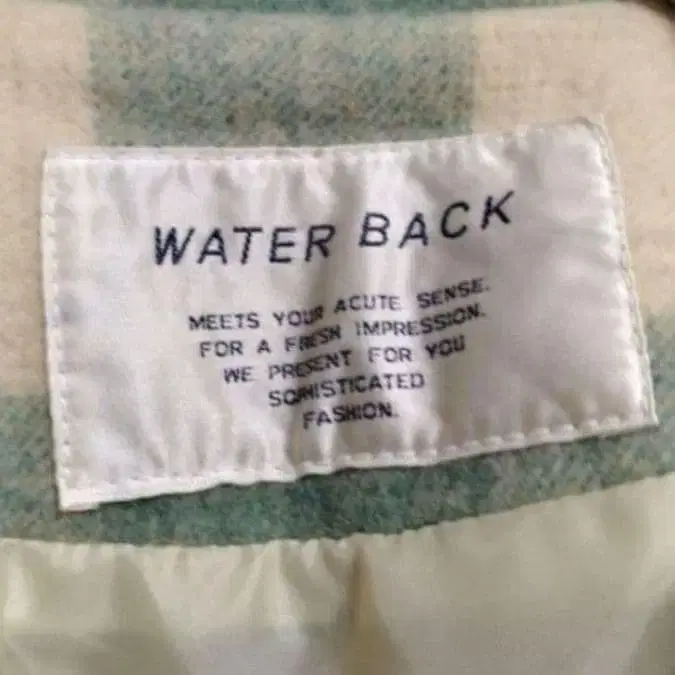 WATER BACK
MEETS YOUR ACUTE SENSE.
FOR A FRESH IMPRESSION.
WE PRESENT FOR YOU
SOPHISTICATED
FASHION.